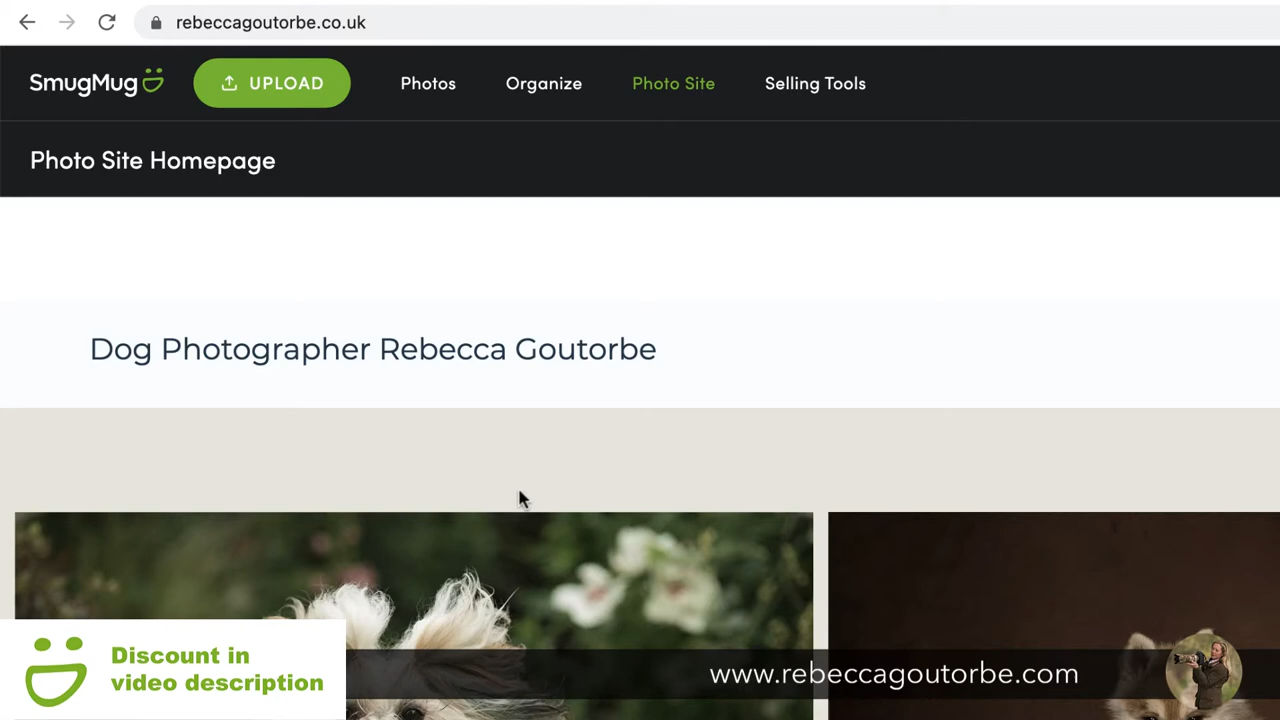 rebeccagoutorbe.co.uk
SmugMug UPLOAD Photos Organize Photo Site Selling Tools
Photo Site Homepage
Dog Photographer Rebecca Goutorbe
Discount in
video description
www.rebeccagoutorbe.com